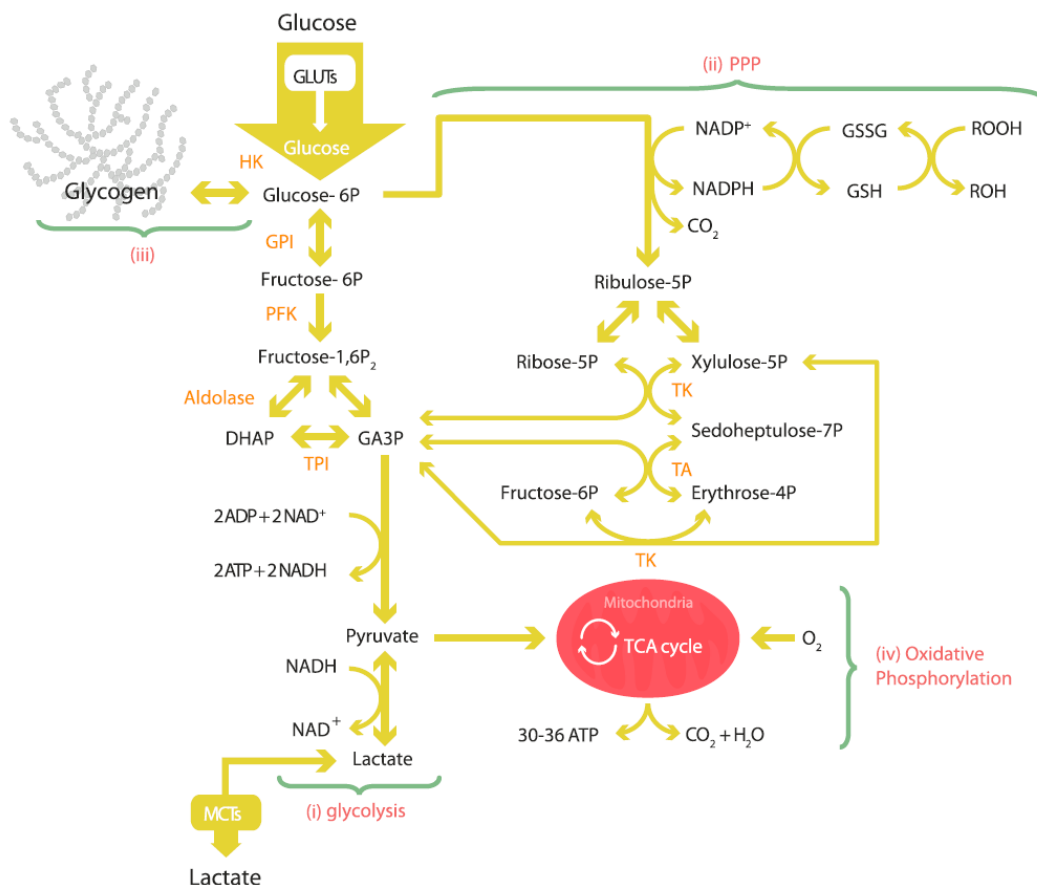 Glucose
GLUTs
Glucose
(ii) PPP
NADP⁺
GSSG
ROOH
HK
Glycogen
Glucose- 6P
NADPH
GSH
ROH
CO₂
(iii)
GPI
Fructose- 6P
Ribulose-5P
PFK
Fructose-1,6P₂
Ribose-5P
Xylulose-5P
Aldolase
TK
DHAP
GA3P
Sedoheptulose-7P
TPI
TA
Fructose-6P
Erythrose-4P
2ADP+2NAD⁺
TK
2ATP+2NADH
Mitochondria
Pyruvate
TCA cycle
O₂
(iv) Oxidative
Phosphorylation
NADH
NAD⁺
30-36 ATP
CO₂ + H₂O
Lactate
MCTs
(i) glycolysis
Lactate